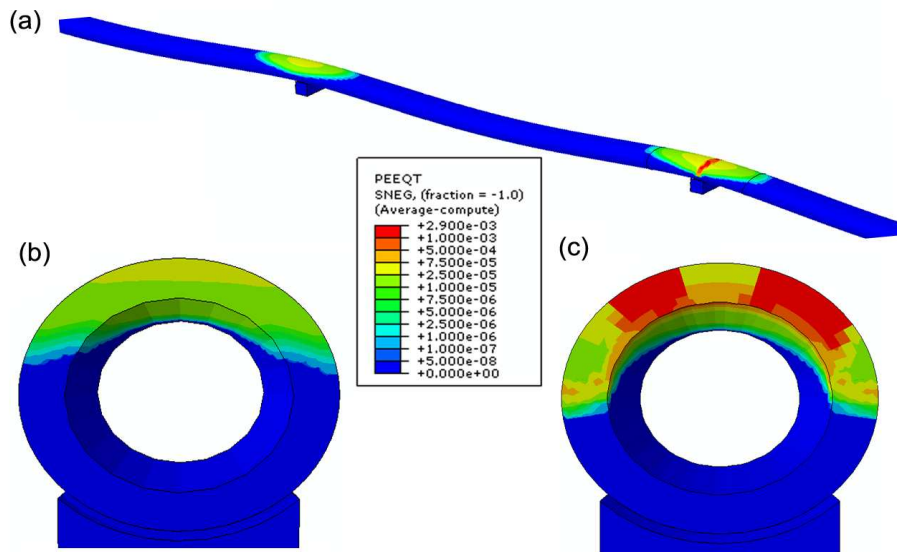 (a)
PEEQT
SNEG, (fraction = -1.0)
(Average-compute)
+2.900e-03
+1.000e-03
+5.000e-04
+7.500e-05
+2.500e-05
+1.000e-05
+7.500e-06
+5.000e-06
+2.500e-06
+1.000e-06
+1.000e-07
+5.000e-08
+0.000e+00
(b)
(c)